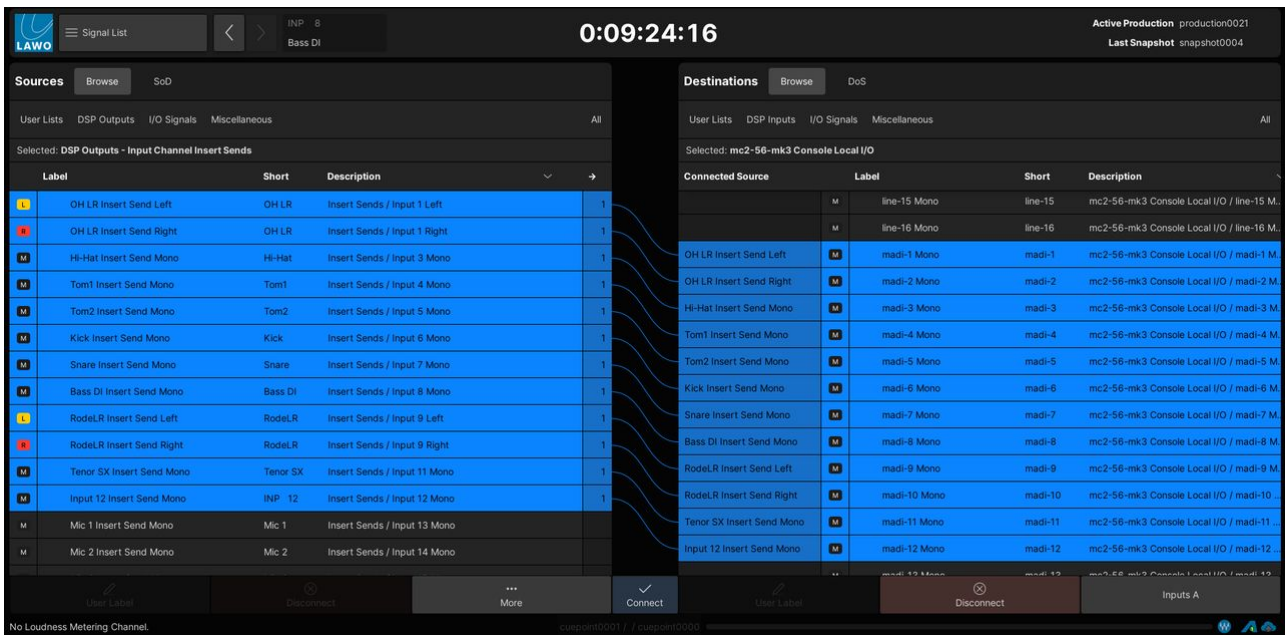 LAWO
Signal List
INP 8
Bass DI
0:09:24:16
Active Production production0021
Last Snapshot snapshot0004
Sources Browse SoD
User Lists DSP Outputs I/O Signals Miscellaneous All
Selected: DSP Outputs - Input Channel Insert Sends
Label Short Description →
L OH LR Insert Send Left OH LR Insert Sends / Input 1 Left 1
R OH LR Insert Send Right OH LR Insert Sends / Input 1 Right 1
M Hi-Hat Insert Send Mono Hi-Hat Insert Sends / Input 3 Mono 1
M Tom1 Insert Send Mono Tom1 Insert Sends / Input 4 Mono 1
M Tom2 Insert Send Mono Tom2 Insert Sends / Input 5 Mono 1
M Kick Insert Send Mono Kick Insert Sends / Input 6 Mono 1
M Snare Insert Send Mono Snare Insert Sends / Input 7 Mono 1
M Bass DI Insert Send Mono Bass DI Insert Sends / Input 8 Mono 1
L RodeLR Insert Send Left RodeLR Insert Sends / Input 9 Left 1
R RodeLR Insert Send Right RodeLR Insert Sends / Input 9 Right 1
M Tenor SX Insert Send Mono Tenor SX Insert Sends / Input 11 Mono 1
M Input 12 Insert Send Mono INP 12 Insert Sends / Input 12 Mono 1
M Mic 1 Insert Send Mono Mic 1 Insert Sends / Input 13 Mono
M Mic 2 Insert Send Mono Mic 2 Insert Sends / Input 14 Mono
User Label Disconnect More Connect
Destinations Browse DoS
User Lists DSP Inputs I/O Signals Miscellaneous All
Selected: mc2-56-mk3 Console Local I/O
Connected Source Label Short Description
M line-15 Mono line-15 mc2-56-mk3 Console Local I/O / line-15 M...
M line-16 Mono line-16 mc2-56-mk3 Console Local I/O / line-16 M...
OH LR Insert Send Left M madi-1 Mono madi-1 mc2-56-mk3 Console Local I/O / madi-1 M...
OH LR Insert Send Right M madi-2 Mono madi-2 mc2-56-mk3 Console Local I/O / madi-2 M...
Hi-Hat Insert Send Mono M madi-3 Mono madi-3 mc2-56-mk3 Console Local I/O / madi-3 M...
Tom1 Insert Send Mono M madi-4 Mono madi-4 mc2-56-mk3 Console Local I/O / madi-4 M...
Tom2 Insert Send Mono M madi-5 Mono madi-5 mc2-56-mk3 Console Local I/O / madi-5 M...
Kick Insert Send Mono M madi-6 Mono madi-6 mc2-56-mk3 Console Local I/O / madi-6 M...
Snare Insert Send Mono M madi-7 Mono madi-7 mc2-56-mk3 Console Local I/O / madi-7 M...
Bass DI Insert Send Mono M madi-8 Mono madi-8 mc2-56-mk3 Console Local I/O / madi-8 M...
RodeLR Insert Send Left M madi-9 Mono madi-9 mc2-56-mk3 Console Local I/O / madi-9 M...
RodeLR Insert Send Right M madi-10 Mono madi-10 mc2-56-mk3 Console Local I/O / madi-10 ...
Tenor SX Insert Send Mono M madi-11 Mono madi-11 mc2-56-mk3 Console Local I/O / madi-11 ...
Input 12 Insert Send Mono M madi-12 Mono madi-12 mc2-56-mk3 Console Local I/O / madi-12 ...
User Label Disconnect Inputs A
No Loudness Metering Channel.
cuepoint0001 / / cuepoint0000